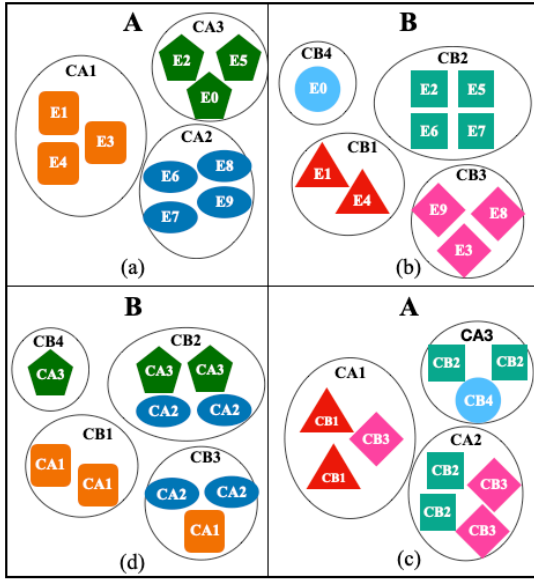 A
CA3
E2 E5
E0
CA1
E1
E3
E4
CA2
E6 E8
E7 E9
(a)
B
CB4
E0
CB2
E2 E5
E6 E7
CB1
E1
E4
CB3
E9 E8
E3
(b)
B
CB4
CA3
CB2
CA3 CA3
CA2 CA2
CB1
CA1
CA1
CB3
CA2 CA2
CA1
(d)
A
CA3
CB2 CB2
CB4
CA1
CB1
CB3
CB1
CA2
CB2
CB3
CB2
CB3
(c)